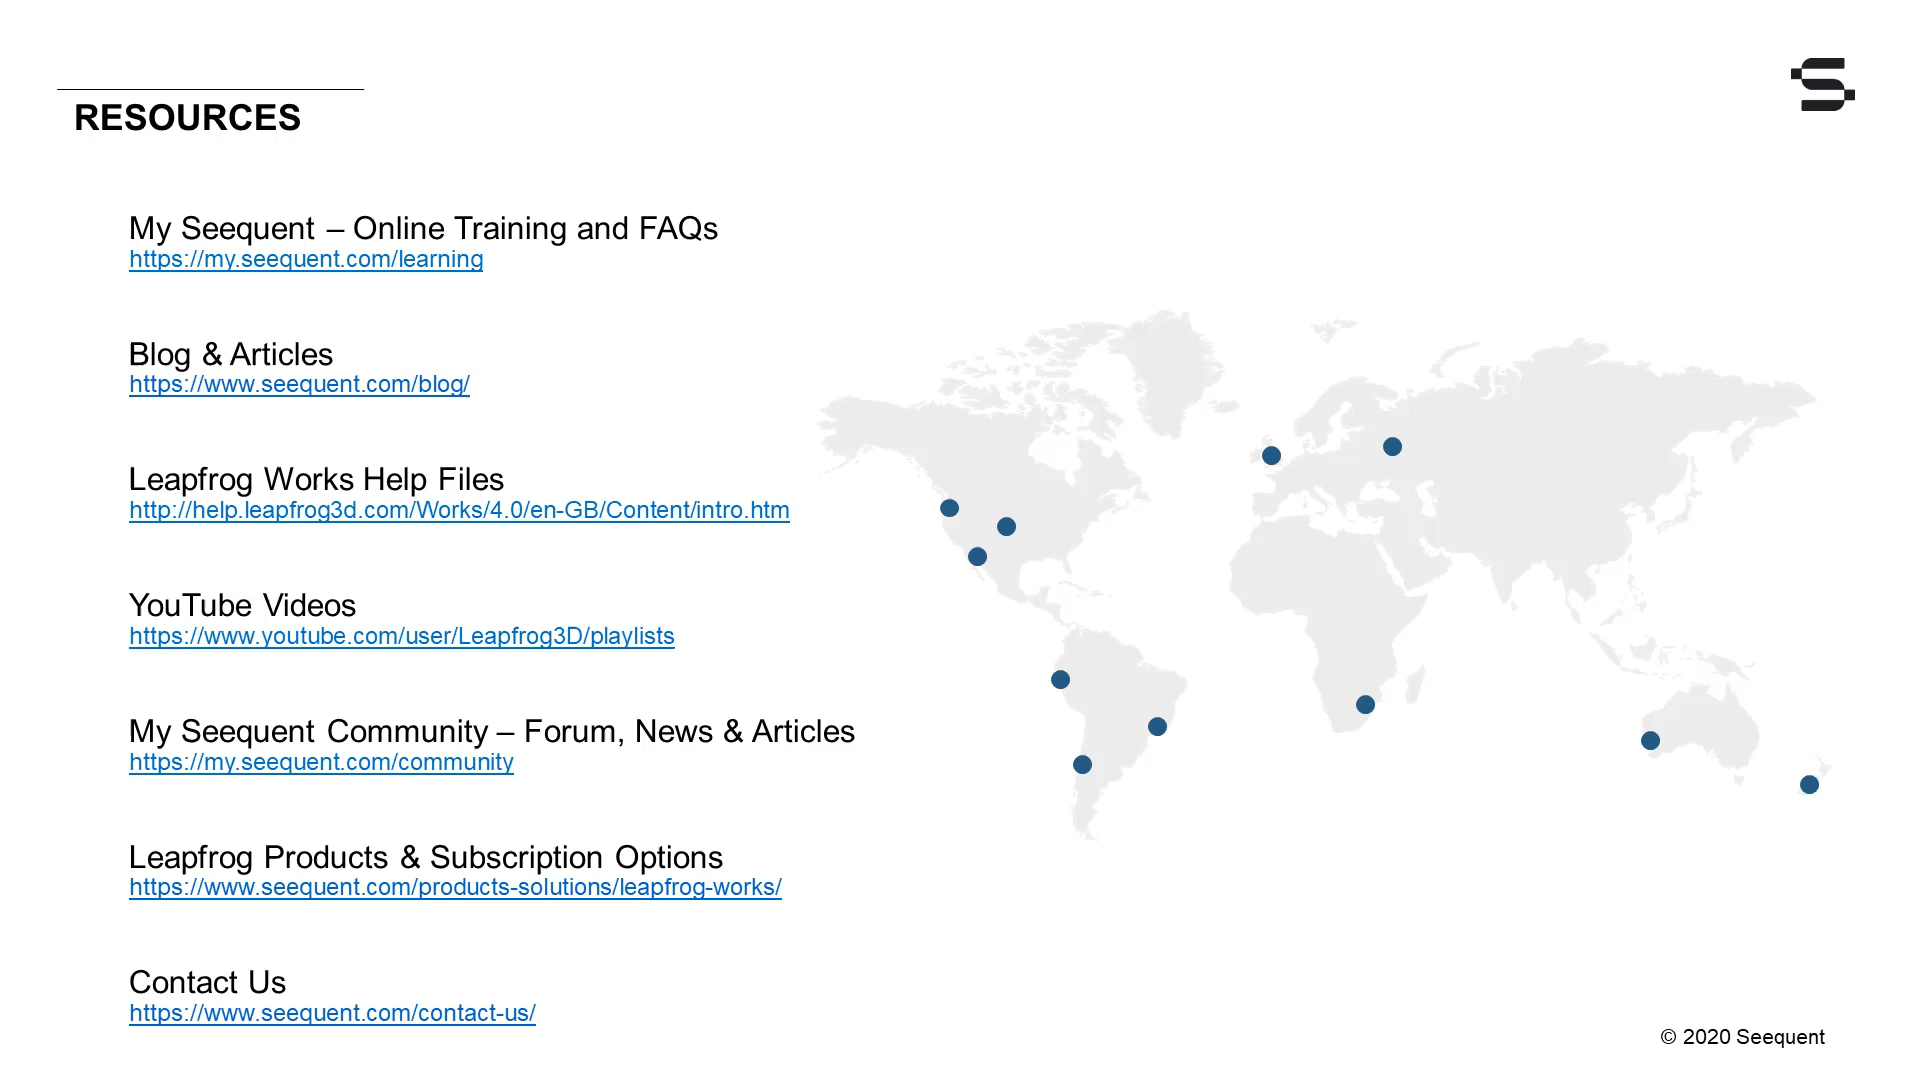 RESOURCES
My Seequent – Online Training and FAQs
https://my.seequent.com/learning
Blog & Articles
https://www.seequent.com/blog/
Leapfrog Works Help Files
http://help.leapfrog3d.com/Works/4.0/en-GB/Content/intro.htm
YouTube Videos
https://www.youtube.com/user/Leapfrog3D/playlists
My Seequent Community – Forum, News & Articles
https://my.seequent.com/community
Leapfrog Products & Subscription Options
https://www.seequent.com/products-solutions/leapfrog-works/
Contact Us
https://www.seequent.com/contact-us/
© 2020 Seequent